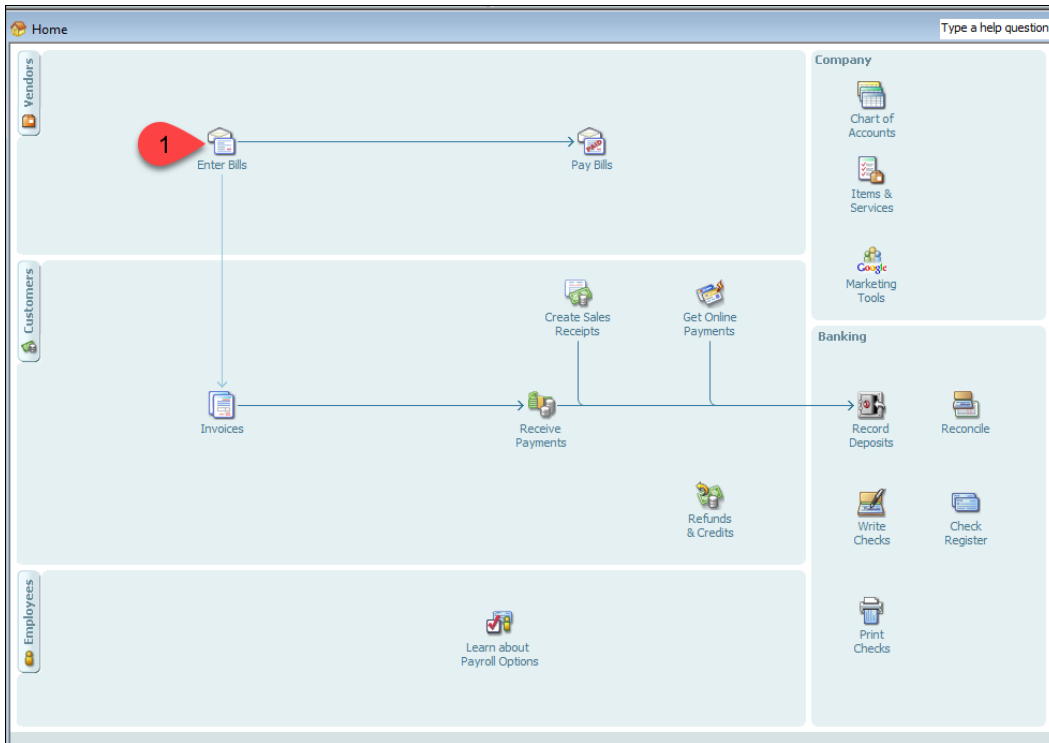 Home
Type a help question
Vendors
1
Enter Bills
Pay Bills
Customers
Create Sales
Receipts
Get Online
Payments
Invoices
Receive
Payments
Refunds
& Credits
Employees
Learn about
Payroll Options
Company
Chart of
Accounts
Items &
Services
Google
Marketing
Tools
Banking
Record
Deposits
Reconcile
Write
Checks
Check
Register
Print
Checks